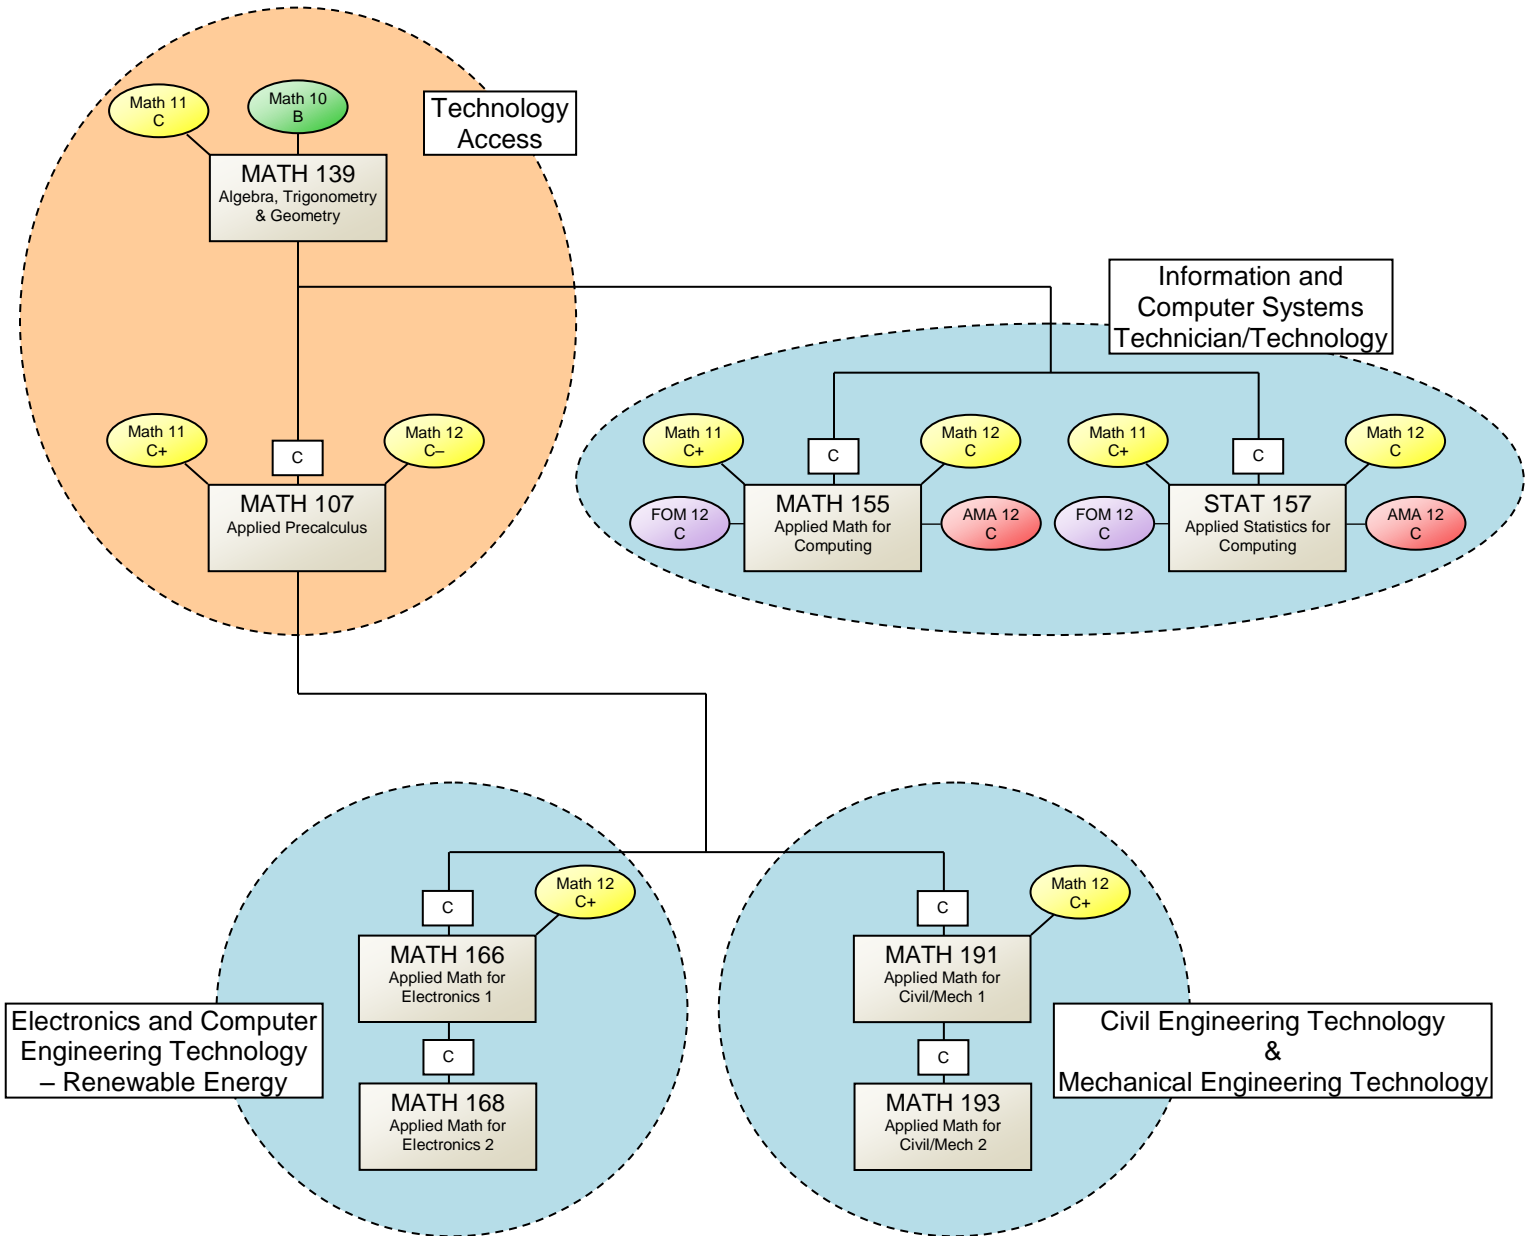 Math 11
C
Math 10
B
Technology
Access
MATH 139
Algebra, Trigonometry
& Geometry
Information and
Computer Systems
Technician/Technology
Math 11
C+
C
Math 12
C–
MATH 107
Applied Precalculus
Math 11
C+
C
Math 12
C
FOM 12
C
MATH 155
Applied Math for
Computing
AMA 12
C
Math 11
C+
C
Math 12
C
FOM 12
C
STAT 157
Applied Statistics for
Computing
AMA 12
C
C
Math 12
C+
MATH 166
Applied Math for
Electronics 1
C
MATH 168
Applied Math for
Electronics 2
Electronics and Computer
Engineering Technology
– Renewable Energy
C
Math 12
C+
MATH 191
Applied Math for
Civil/Mech 1
C
MATH 193
Applied Math for
Civil/Mech 2
Civil Engineering Technology
&
Mechanical Engineering Technology